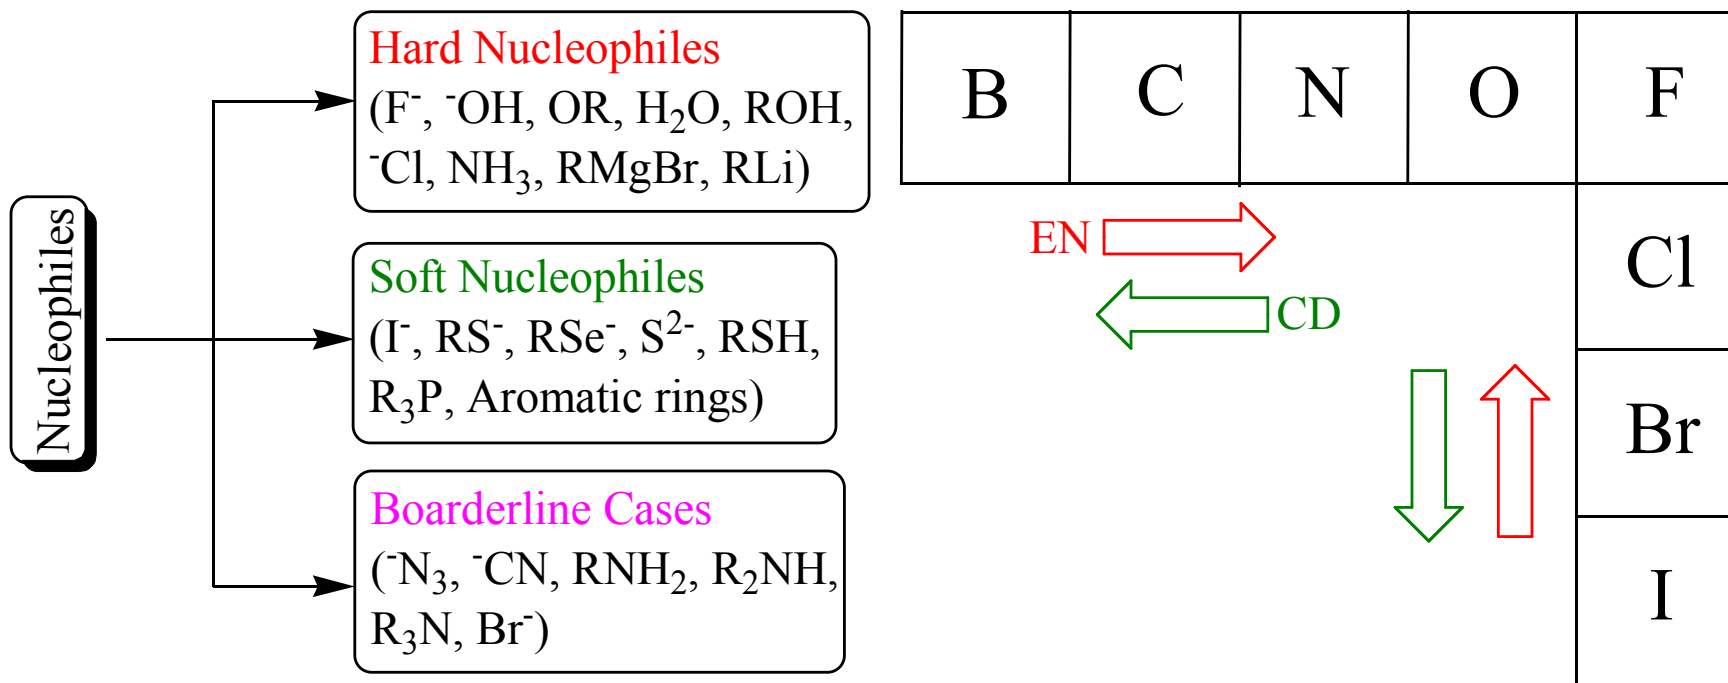 Nucleophiles
Hard Nucleophiles
(F⁻, ⁻OH, OR, H₂O, ROH,
⁻Cl, NH₃, RMgBr, RLi)
Soft Nucleophiles
(I⁻, RS⁻, RSe⁻, S²⁻, RSH,
R₃P, Aromatic rings)
Boarderline Cases
(⁻N₃, ⁻CN, RNH₂, R₂NH,
R₃N, Br⁻)
B C N O F
EN
CD
Cl
Br
I